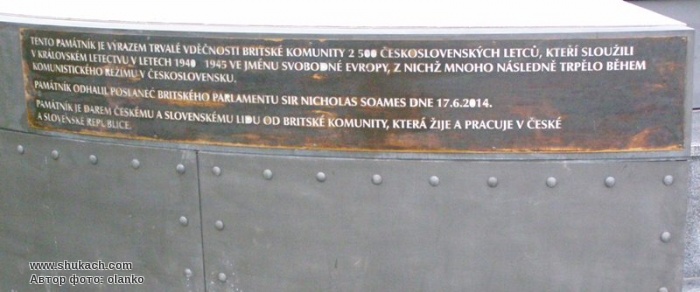 TENTO PAMÁTNÍK JE VÝRAZEM TRVALÉ VDĚČNOSTI BRITSKÉ KOMUNITY 2 500 ČESKOSLOVENSKÝCH LETCŮ, KTEŘÍ SLOUŽILI
V KRÁLOVSKÉM LETECTVU V LETECH 1940 1945 VE JMÉNU SVOBODNÉ EVROPY, Z NICHŽ MNOHO NÁSLEDNĚ TRPĚLO BĚHEM
KOMUNISTICKÉHO REŽIMU V ČESKOSLOVENSKU.
PAMÁTNÍK ODHALIL POSLANEC BRITSKÉHO PARLAMENTU SIR NICHOLAS SOAMES DNE 17.6.2014.
PAMÁTNÍK JE DAREM ČESKÉMU A SLOVENSKÉMU LIDU OD BRITSKÉ KOMUNITY, KTERÁ ŽIJE A PRACUJE V ČESKÉ
A SLOVENSKÉ REPUBLICE.
www.shukach.com
Автор фото: olanko